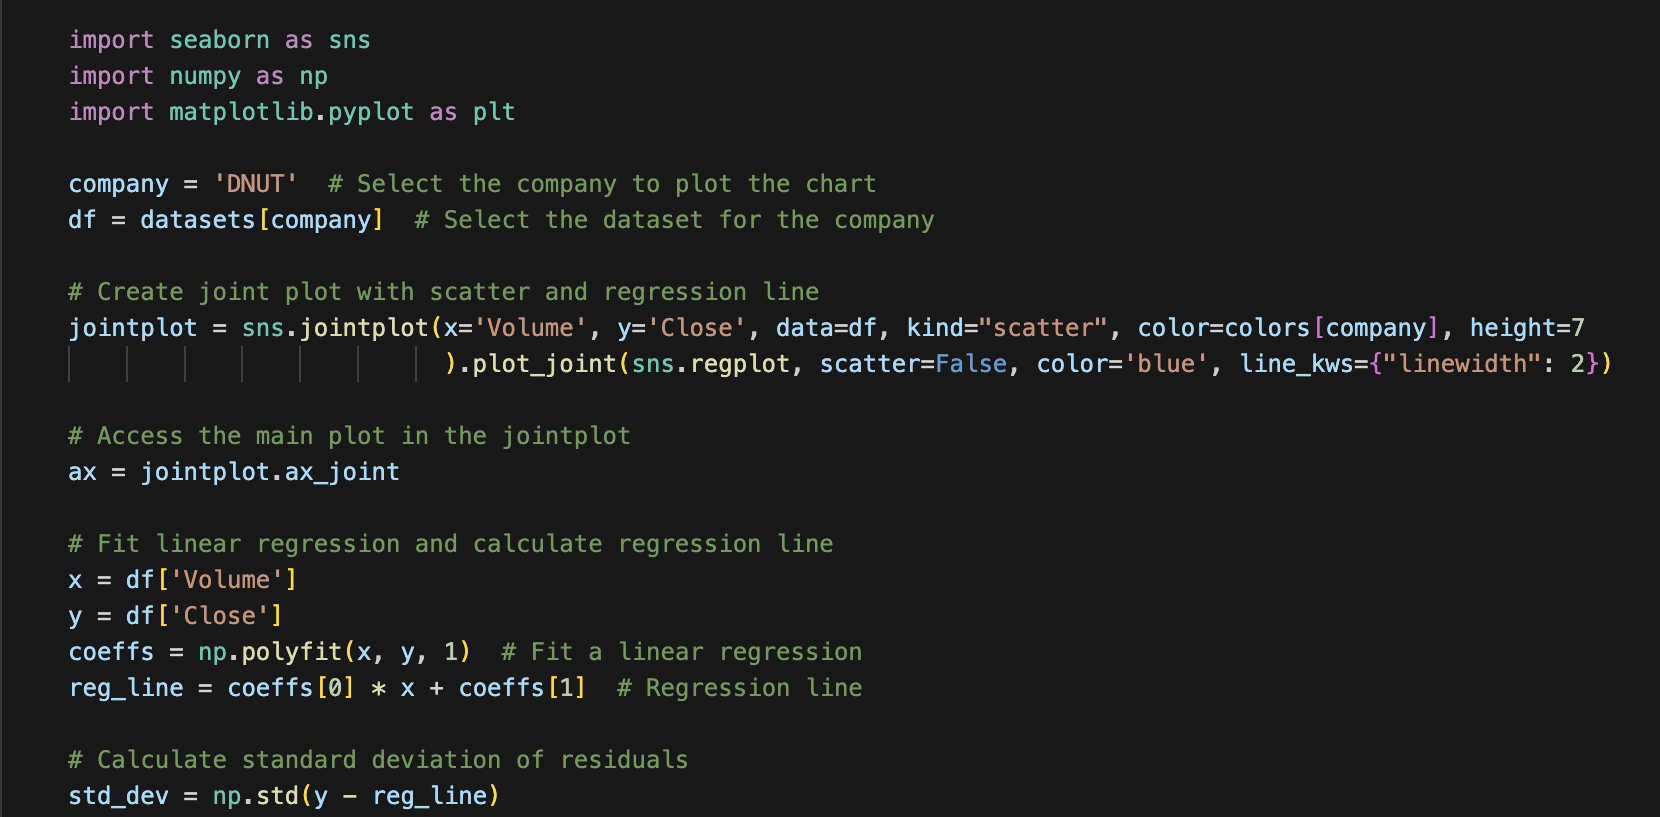 import seaborn as sns
import numpy as np
import matplotlib.pyplot as plt
company = 'DNUT'  # Select the company to plot the chart
df = datasets[company]  # Select the dataset for the company
# Create joint plot with scatter and regression line
jointplot = sns.jointplot(x='Volume', y='Close', data=df, kind="scatter", color=colors[company], height=7
                          ).plot_joint(sns.regplot, scatter=False, color='blue', line_kws={"linewidth": 2})
# Access the main plot in the jointplot
ax = jointplot.ax_joint
# Fit linear regression and calculate regression line
x = df['Volume']
y = df['Close']
coeffs = np.polyfit(x, y, 1)  # Fit a linear regression
reg_line = coeffs[0] * x + coeffs[1]  # Regression line
# Calculate standard deviation of residuals
std_dev = np.std(y - reg_line)